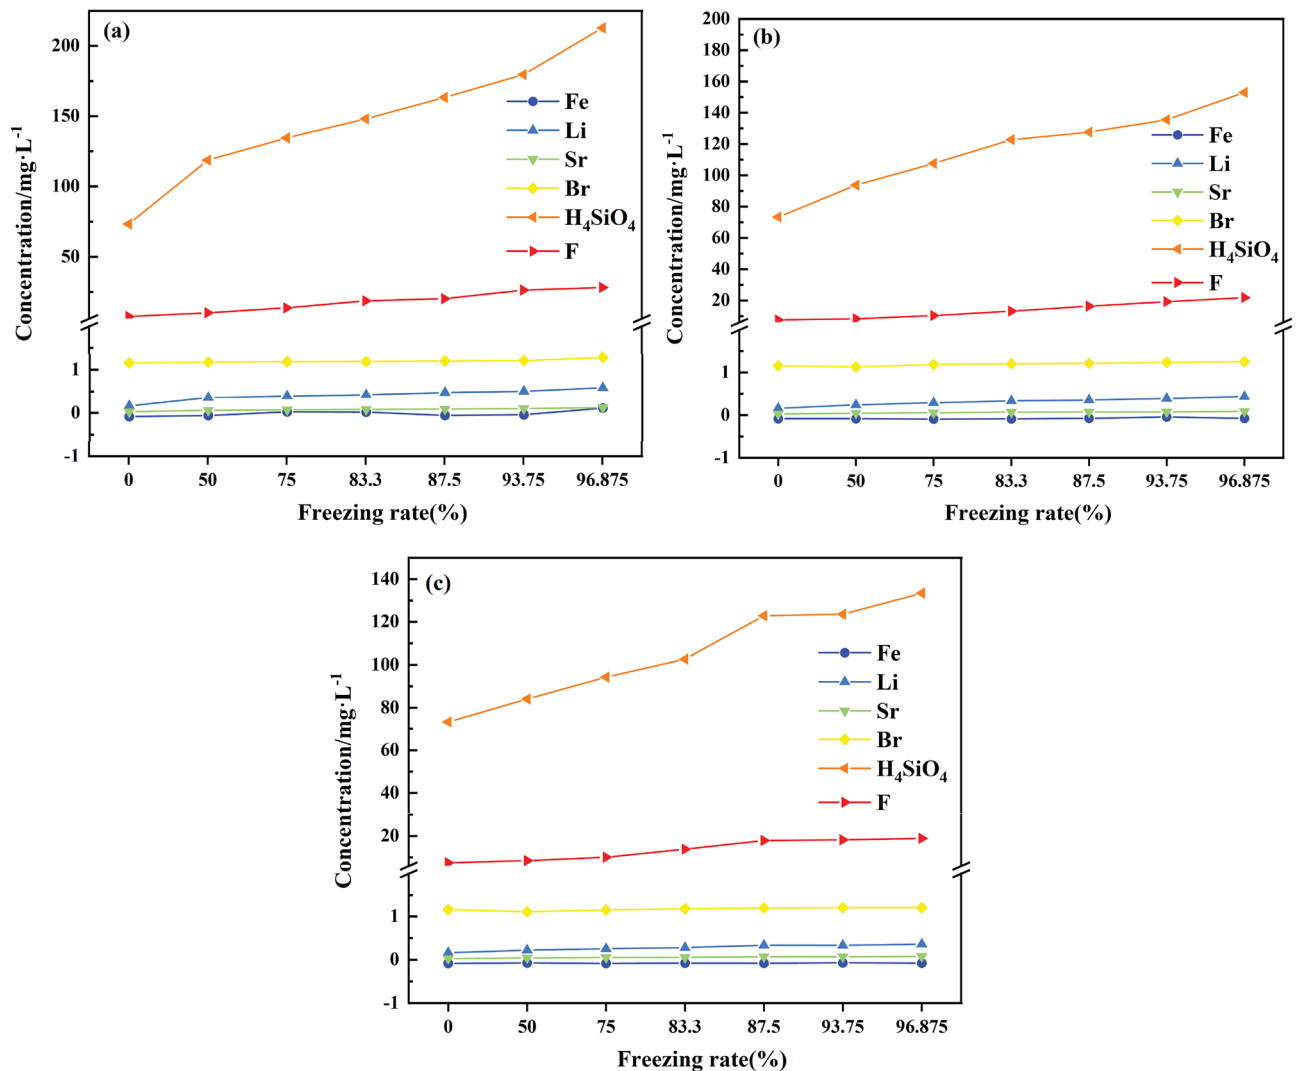 (a)
200
150
100
50
1
0
-1
Concentration/mg·L⁻¹
Fe
Li
Sr
Br
H₄SiO₄
F
0 50 75 83.3 87.5 93.75 96.875
Freezing rate(%)
(b)
200
180
160
140
120
100
80
60
40
20
1
0
-1
Concentration/mg·L⁻¹
Fe
Li
Sr
Br
H₄SiO₄
F
0 50 75 83.3 87.5 93.75 96.875
Freezing rate(%)
(c)
140
120
100
80
60
40
20
1
0
-1
Concentration/mg·L⁻¹
Fe
Li
Sr
Br
H₄SiO₄
F
0 50 75 83.3 87.5 93.75 96.875
Freezing rate(%)